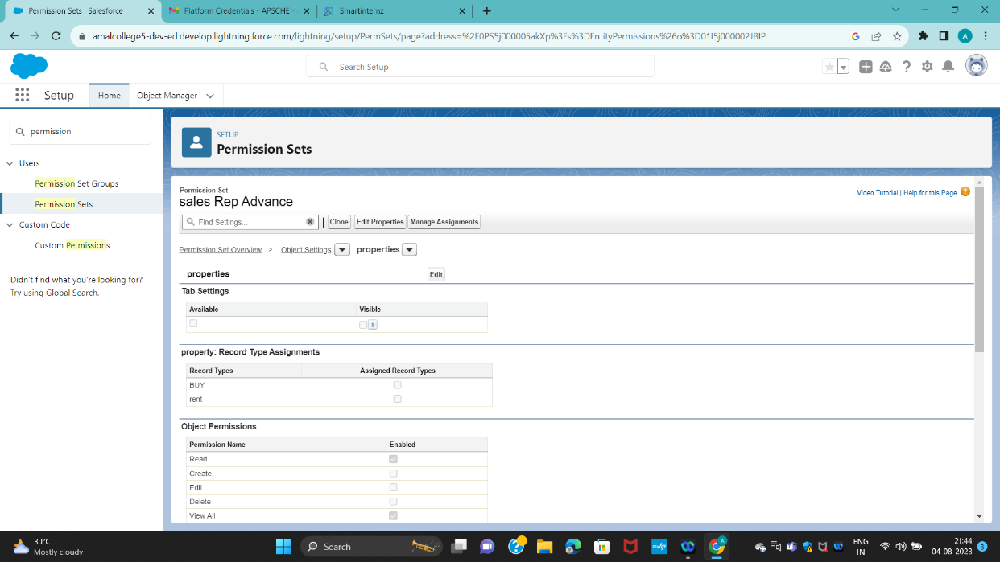 Permission Sets | Salesforce
Platform Credentials - APSCHE -
Smartinternz
amalcollege5-dev-ed.develop.lightning.force.com/lightning/setup/PermSets/page?address=%2F0PS5j000005akXp%3Fs%3DEntityPermissions%26o%3D01I5j000002JBIP
A
Search Setup
Setup
Home
Object Manager
permission
Users
Permission Set Groups
Permission Sets
Custom Code
Custom Permissions
Didn't find what you're looking for?
Try using Global Search.
SETUP
Permission Sets
Permission Set
sales Rep Advance
Video Tutorial | Help for this Page
Find Settings...
Clone
Edit Properties
Manage Assignments
Permission Set Overview > Object Settings properties
properties
Edit
Tab Settings
Available Visible
property: Record Type Assignments
Record Types Assigned Record Types
BUY
rent
Object Permissions
Permission Name Enabled
Read
Create
Edit
Delete
View All
30°C
Mostly cloudy
Search
ENG
IN
21:44
04-08-2023
3